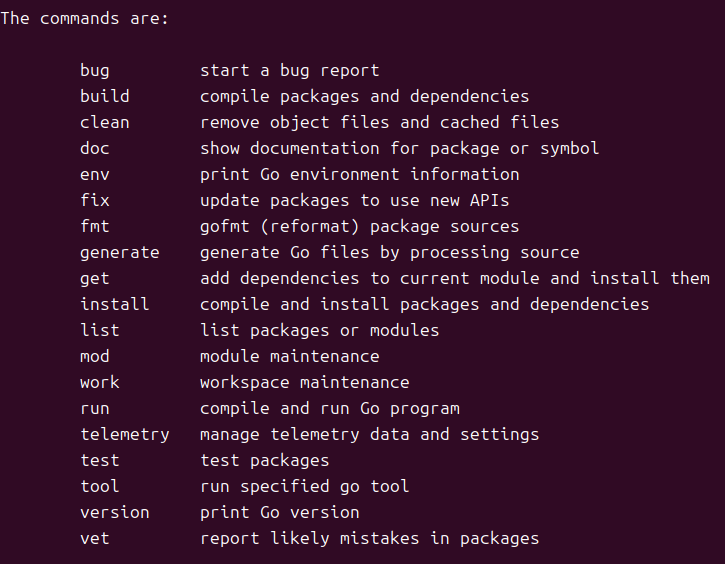 The commands are:
bug start a bug report
build compile packages and dependencies
clean remove object files and cached files
doc show documentation for package or symbol
env print Go environment information
fix update packages to use new APIs
fmt gofmt (reformat) package sources
generate generate Go files by processing source
get add dependencies to current module and install them
install compile and install packages and dependencies
list list packages or modules
mod module maintenance
work workspace maintenance
run compile and run Go program
telemetry manage telemetry data and settings
test test packages
tool run specified go tool
version print Go version
vet report likely mistakes in packages